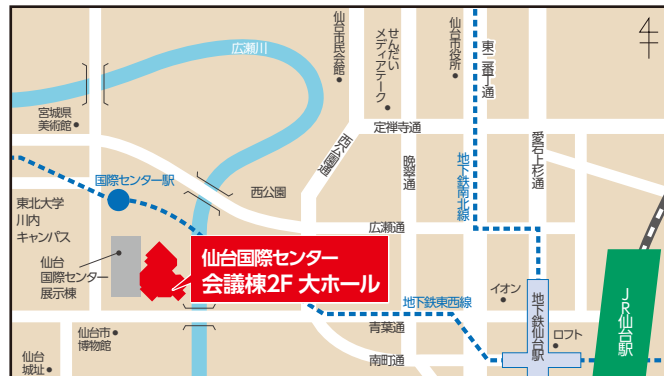 広瀬川
仙台市民会館
せんだい
メディアテーク
仙台市役所
東二番丁通
宮城県
美術館
定禅寺通
西公園通
晩翠通
地下鉄南北線
愛宕上杉通
国際センター駅
西公園
東北大学
川内
キャンパス
広瀬通
仙台
国際センター
展示棟
仙台国際センター
会議棟2F 大ホール
地下鉄東西線
イオン
地下鉄仙台駅
JR仙台駅
青葉通
ロフト
仙台市
博物館
仙台
城址
南町通